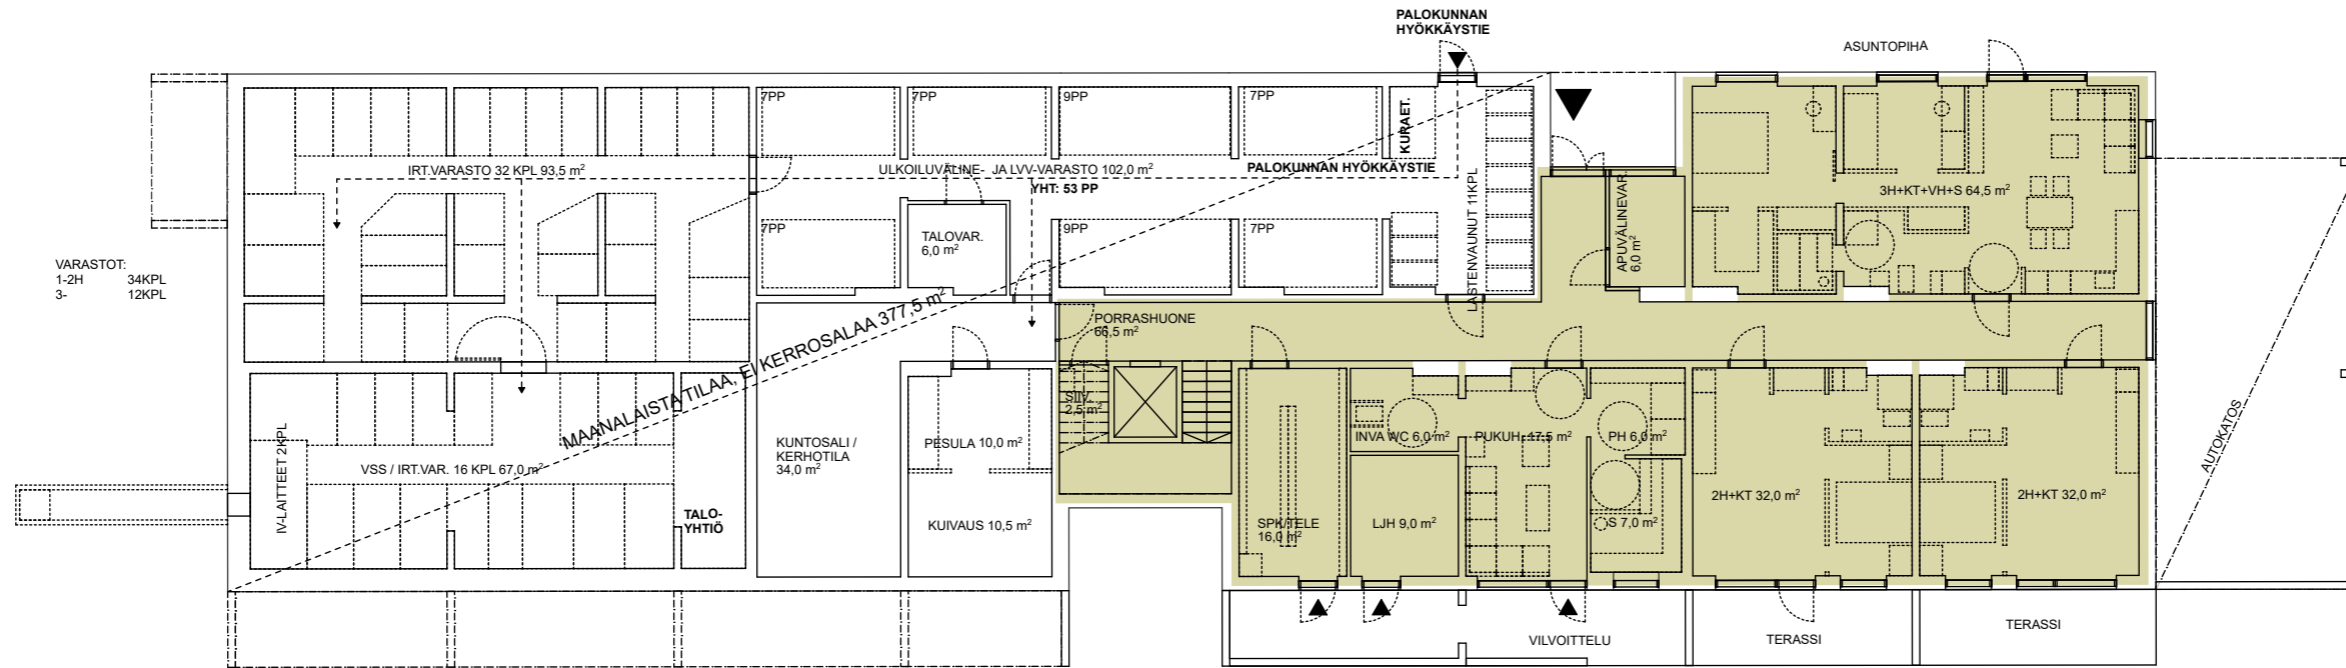 PALOKUNNAN
HYÖKKÄYSTIE
ASUNTOPIHA
7PP
7PP
9PP
7PP
KURAET.
IRT.VARASTO 32 KPL 93,5 m²
ULKOILUVÄLINE- JA LVV-VARASTO 102,0 m²
YHT: 53 PP
PALOKUNNAN HYÖKKÄYSTIE
LASTENVAUNUT 11KPL
APUVÄLINEVAR.
6,0 m²
3H+KT+VH+S 64,5 m²
7PP
TALOVAR.
6,0 m²
9PP
7PP
VARASTOT:
1-2H 34KPL
3- 12KPL
MAANALAISTA TILAA, EI KERROSALAA 377,5 m²
PORRASHUONE
66,5 m²
SIIV.
2,5 m²
IV-LAITTEET 2KPL
VSS / IRT.VAR. 16 KPL 67,0 m²
TALO-
YHTIÖ
KUNTOSALI /
KERHOTILA
34,0 m²
PESULA 10,0 m²
KUIVAUS 10,5 m²
SPK/TELE
16,0 m²
INVA WC 6,0 m²
LJH 9,0 m²
PUKUH. 17,5 m²
PH 6,0 m²
S 7,0 m²
2H+KT 32,0 m²
2H+KT 32,0 m²
AUTOKATOS
VILVOITTELU
TERASSI
TERASSI